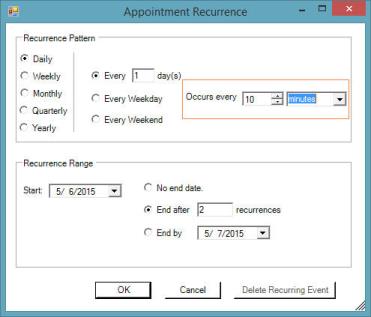 Appointment Recurrence
Recurrence Pattern
Daily
Weekly
Monthly
Quarterly
Yearly
Every 1 day(s)
Every Weekday
Every Weekend
Occurs every 10 minutes
Recurrence Range
Start: 5/ 6/2015
No end date.
End after 2 recurrences
End by 5/ 7/2015
OK Cancel Delete Recurring Event